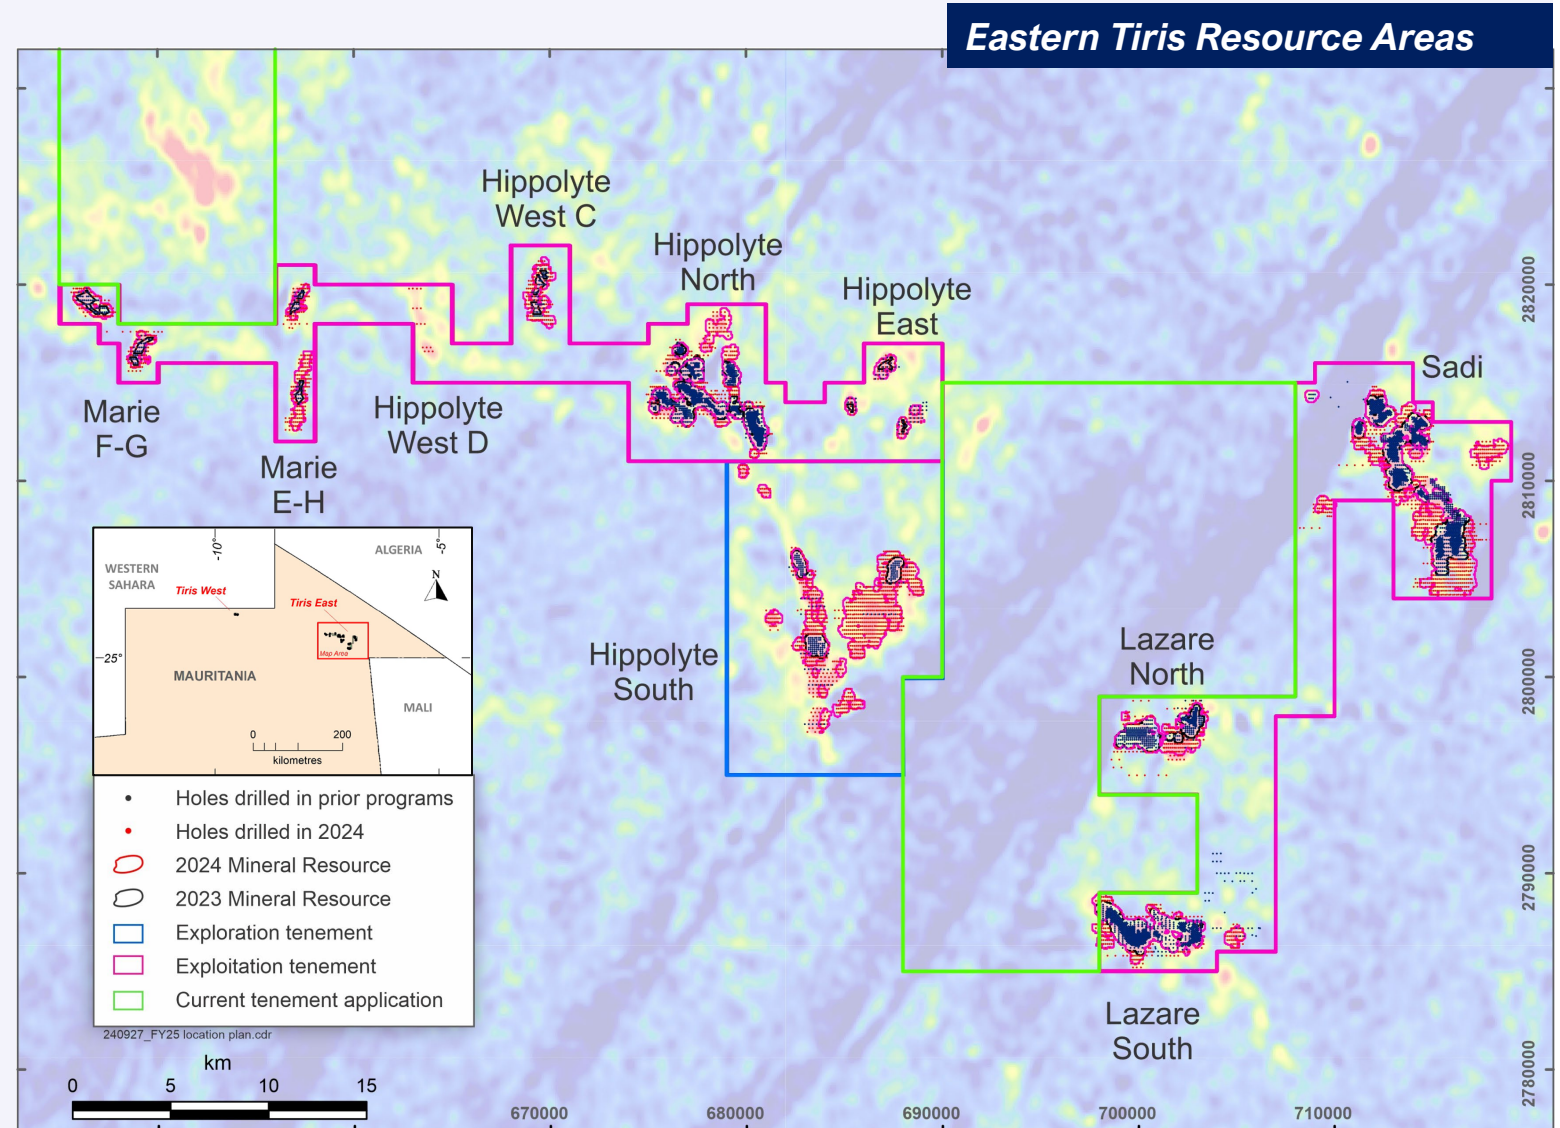 Eastern Tiris Resource Areas
Hippolyte
West C
Hippolyte
North
Hippolyte
East
Sadi
Marie
F-G
Hippolyte
West D
Marie
E-H
Hippolyte
South
Lazare
North
Lazare
South
2820000
2810000
2800000
2790000
2780000
-10°
-5°
ALGERIA
WESTERN
SAHARA
N
Tiris West
Tiris East
Map Area
25°
MAURITANIA
MALI
0 200
kilometres
Holes drilled in prior programs
Holes drilled in 2024
2024 Mineral Resource
2023 Mineral Resource
Exploration tenement
Exploitation tenement
Current tenement application
240927_FY25 location plan.cdr
km
0 5 10 15
670000 680000 690000 700000 710000